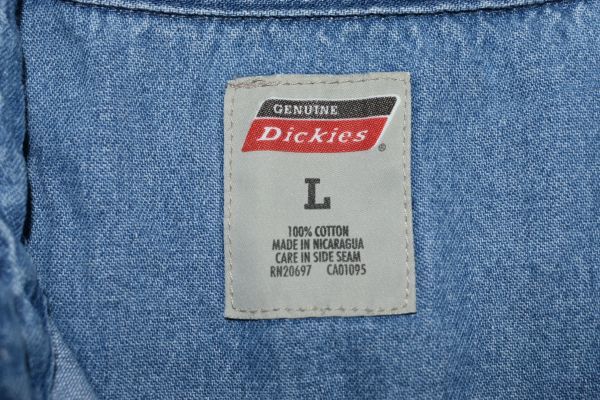 GENUINE
Dickies®
L
100% COTTON
MADE IN NICARAGUA
CARE IN SIDE SEAM
RN20697 CA01095